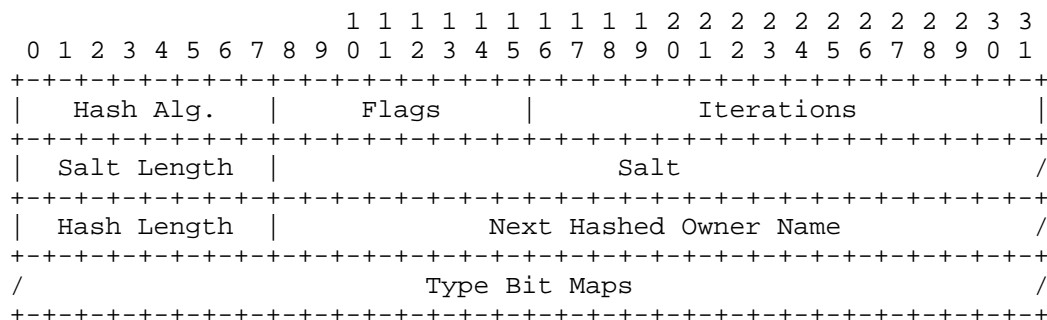 1 1 1 1 1 1 1 1 1 1 2 2 2 2 2 2 2 2 2 2 3 3
 0 1 2 3 4 5 6 7 8 9 0 1 2 3 4 5 6 7 8 9 0 1 2 3 4 5 6 7 8 9 0 1
+-+-+-+-+-+-+-+-+-+-+-+-+-+-+-+-+-+-+-+-+-+-+-+-+-+-+-+-+-+-+-+-+
|   Hash Alg.   |     Flags     |          Iterations           |
+-+-+-+-+-+-+-+-+-+-+-+-+-+-+-+-+-+-+-+-+-+-+-+-+-+-+-+-+-+-+-+-+
|  Salt Length  |                     Salt                      /
+-+-+-+-+-+-+-+-+-+-+-+-+-+-+-+-+-+-+-+-+-+-+-+-+-+-+-+-+-+-+-+-+
|  Hash Length  |             Next Hashed Owner Name            /
+-+-+-+-+-+-+-+-+-+-+-+-+-+-+-+-+-+-+-+-+-+-+-+-+-+-+-+-+-+-+-+-+
/                         Type Bit Maps                         /
+-+-+-+-+-+-+-+-+-+-+-+-+-+-+-+-+-+-+-+-+-+-+-+-+-+-+-+-+-+-+-+-+